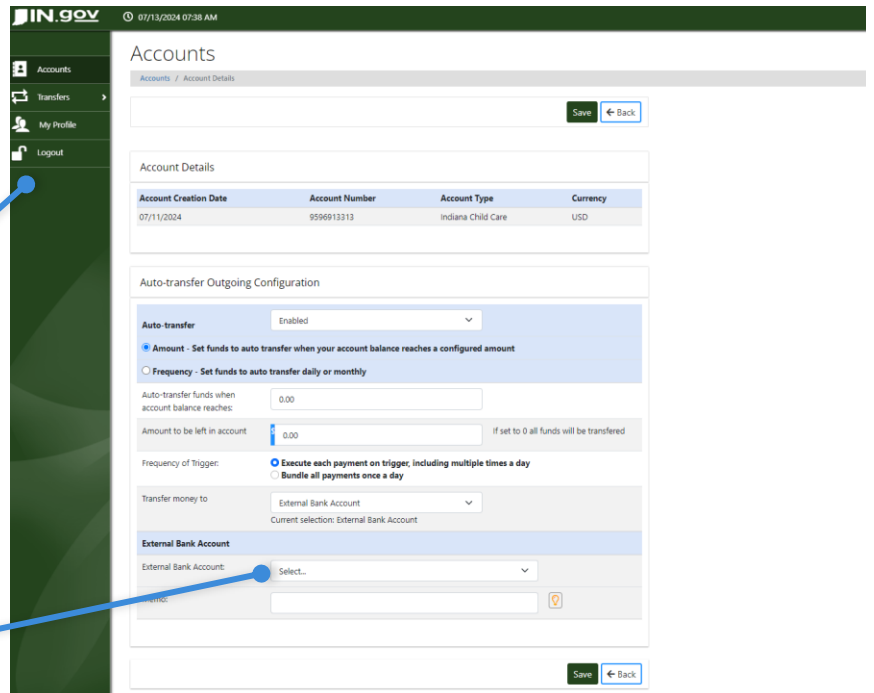 IN.gov
07/13/2024 07:38 AM
Accounts
Transfers
My Profile
Logout
Accounts
Accounts / Account Details
Save ← Back
Account Details
Account Creation Date Account Number Account Type Currency
07/11/2024 9596913313 Indiana Child Care USD
Auto-transfer Outgoing Configuration
Auto-transfer Enabled
Amount - Set funds to auto transfer when your account balance reaches a configured amount
Frequency - Set funds to auto transfer daily or monthly
Auto-transfer funds when
account balance reaches: 0.00
Amount to be left in account 0.00 If set to 0 all funds will be transfered
Frequency of Trigger: Execute each payment on trigger, including multiple times a day
Bundle all payments once a day
Transfer money to External Bank Account
Current selection: External Bank Account
External Bank Account
External Bank Account: Select...
Save ← Back